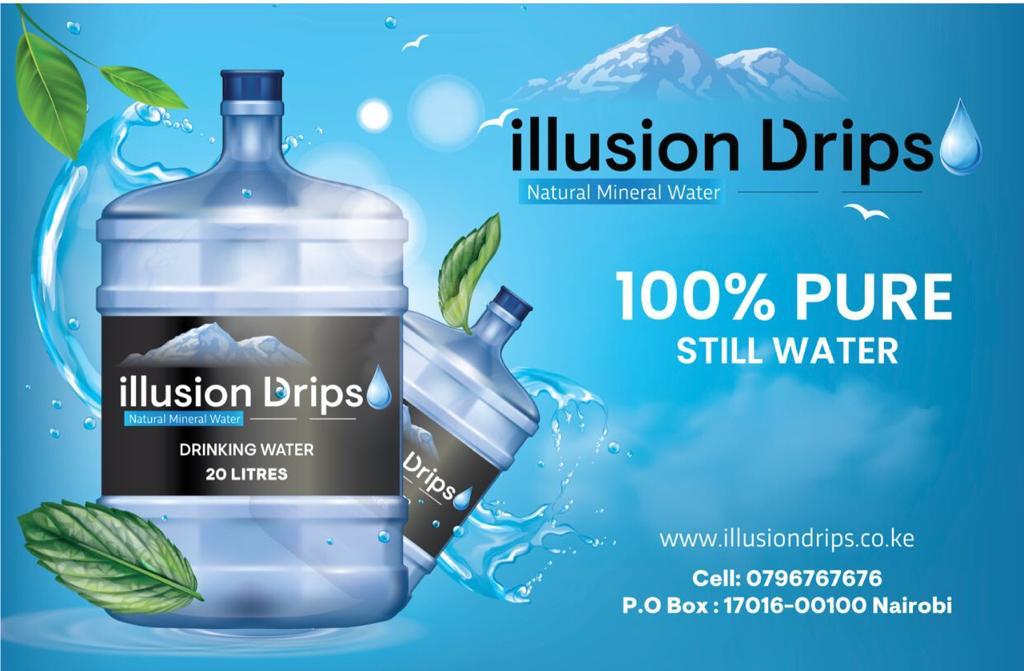 illusion Drips
Natural Mineral Water
100% PURE
STILL WATER
illusion Drips
Natural Mineral Water
DRINKING WATER
20 LITRES
Drips
www.illusiondrips.co.ke
Cell: 0796767676
P.O Box : 17016-00100 Nairobi